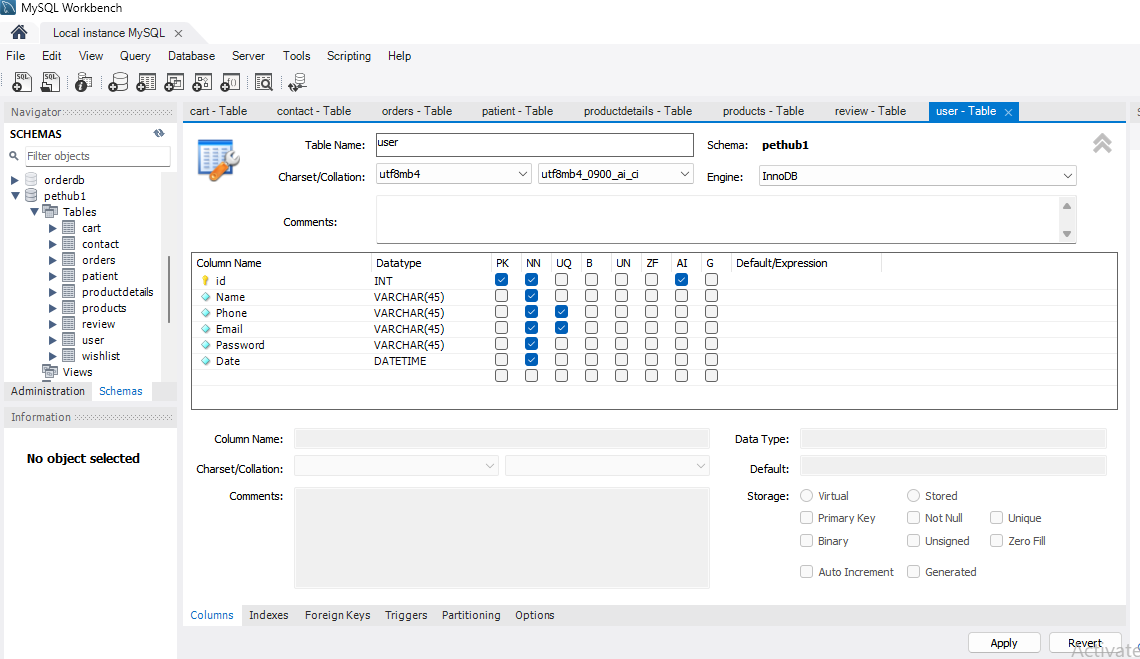 MySQL Workbench
Local instance MySQL
File Edit View Query Database Server Tools Scripting Help
Navigator
SCHEMAS
Filter objects
orderdb
pethub1
Tables
cart
contact
orders
patient
productdetails
products
review
user
wishlist
Views
Administration Schemas
Information
No object selected
cart - Table contact - Table orders - Table patient - Table productdetails - Table products - Table review - Table user - Table
Table Name: user Schema: pethub1
Charset/Collation: utf8mb4 utf8mb4_0900_ai_ci Engine: InnoDB
Comments:
Column Name Datatype PK NN UQ B UN ZF AI G Default/Expression
id INT
Name VARCHAR(45)
Phone VARCHAR(45)
Email VARCHAR(45)
Password VARCHAR(45)
Date DATETIME
Column Name: Data Type:
Charset/Collation: Default:
Comments: Storage: Virtual Stored
Primary Key Not Null Unique
Binary Unsigned Zero Fill
Auto Increment Generated
Columns Indexes Foreign Keys Triggers Partitioning Options
Apply Revert
Activate